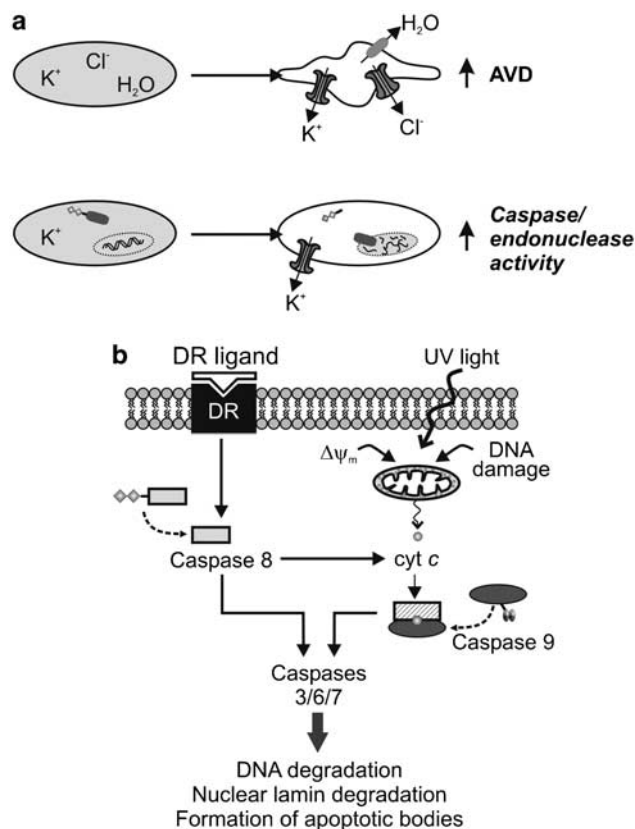 a
K⁺
Cl⁻
H₂O
H₂O
K⁺
Cl⁻
AVD
K⁺
K⁺
Caspase/
endonuclease
activity
b
DR ligand
DR
UV light
Δψₘ
DNA
damage
Caspase 8
cyt c
Caspase 9
Caspases
3/6/7
DNA degradation
Nuclear lamin degradation
Formation of apoptotic bodies